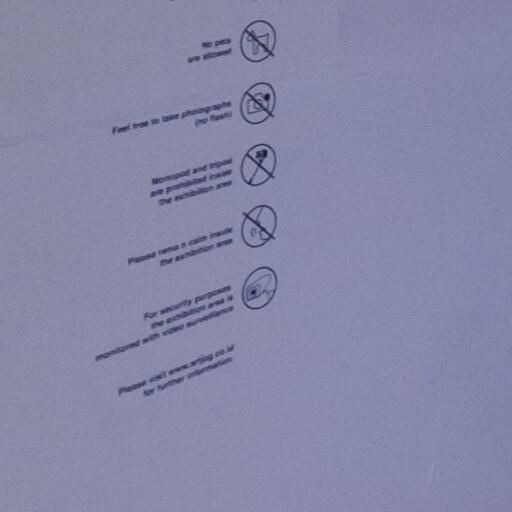 No pets
are allowed
Feel free to take photographs
(no flash)
Monopod and tripod
are prohibited inside
the exhibition area
Please rema n calm inside
the exhibition area
For security purposes
the exhibition area is
monitored with video surveillance
Please visit www.artjog.co.id
for further information